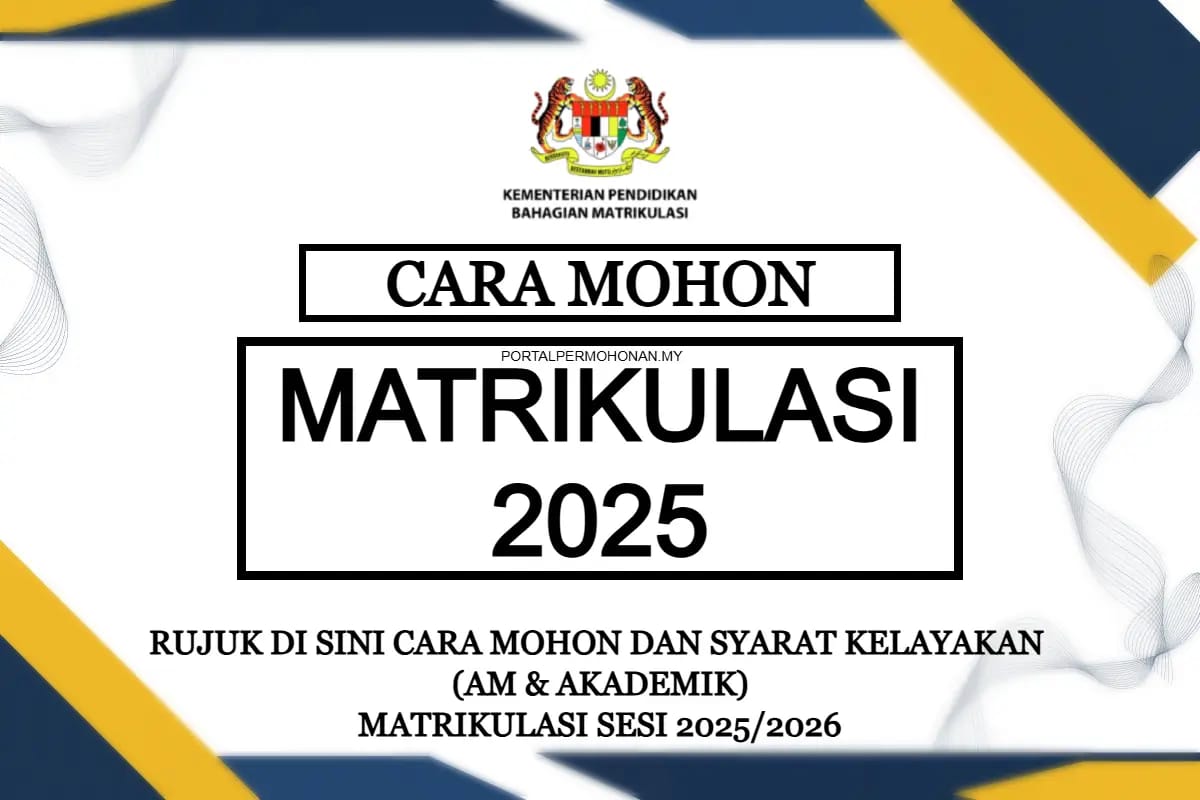 KEMENTERIAN PENDIDIKAN
BAHAGIAN MATRIKULASI
CARA MOHON
PORTALPERMOHONAN.MY
MATRIKULASI
2025
RUJUK DI SINI CARA MOHON DAN SYARAT KELAYAKAN
(AM & AKADEMIK)
MATRIKULASI SESI 2025/2026